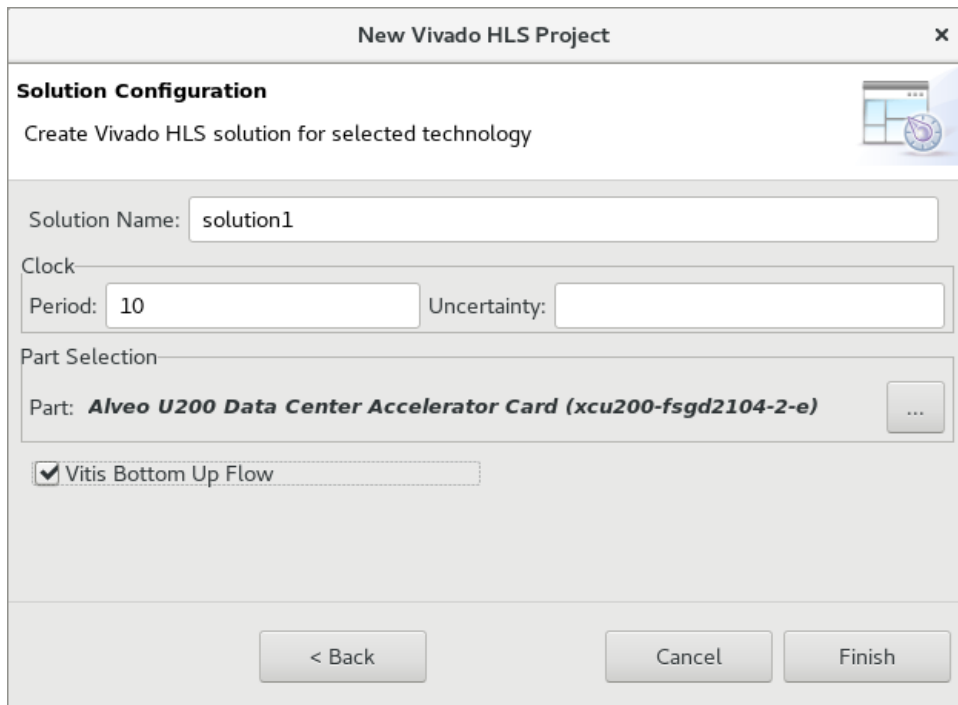 New Vivado HLS Project
Solution Configuration
Create Vivado HLS solution for selected technology
Solution Name: solution1
Clock
Period: 10 Uncertainty:
Part Selection
Part: Alveo U200 Data Center Accelerator Card (xcu200-fsgd2104-2-e) ...
Vitis Bottom Up Flow
< Back Cancel Finish